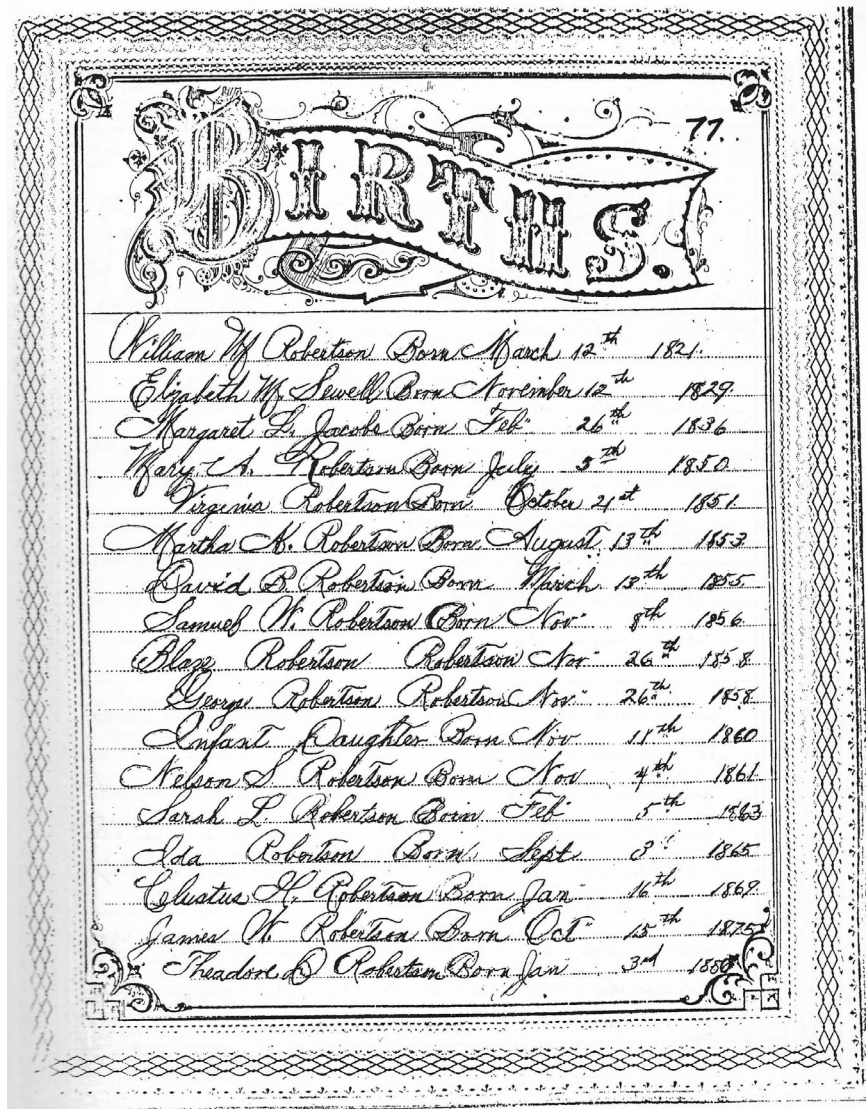 77.
BIRTHS.
William M Robertson Born March 12th 1821.
Elizabeth M. Sewell Born November 12th 1829.
Margaret L. Jacobs Born Feb" 26th 1836
Mary A. Robertson Born July 5th 1850.
Virginia Robertson Born October 21st 1851.
Martha N. Robertson Born August 13th 1853
David B Robertson Born March 13th 1855.
Samuel W. Robertson Born Nov" 8th 1856.
Robertson Robertson Nov" 26th 1858.
George Robertson Robertson Nov" 26th 1858.
Infant Daughter Born Nov 11th 1860
Nelson S. Robertson Born Nov 4th 1861.
Sarah L. Robertson Born Feb" 5th 1863
Ida Robertson Born Sept 3" 1865
Celustus H. Robertson Born Jan" 16th
James W. Robertson Born Oct" 15th 1875
Theadore Robertson Born Jan 3rd